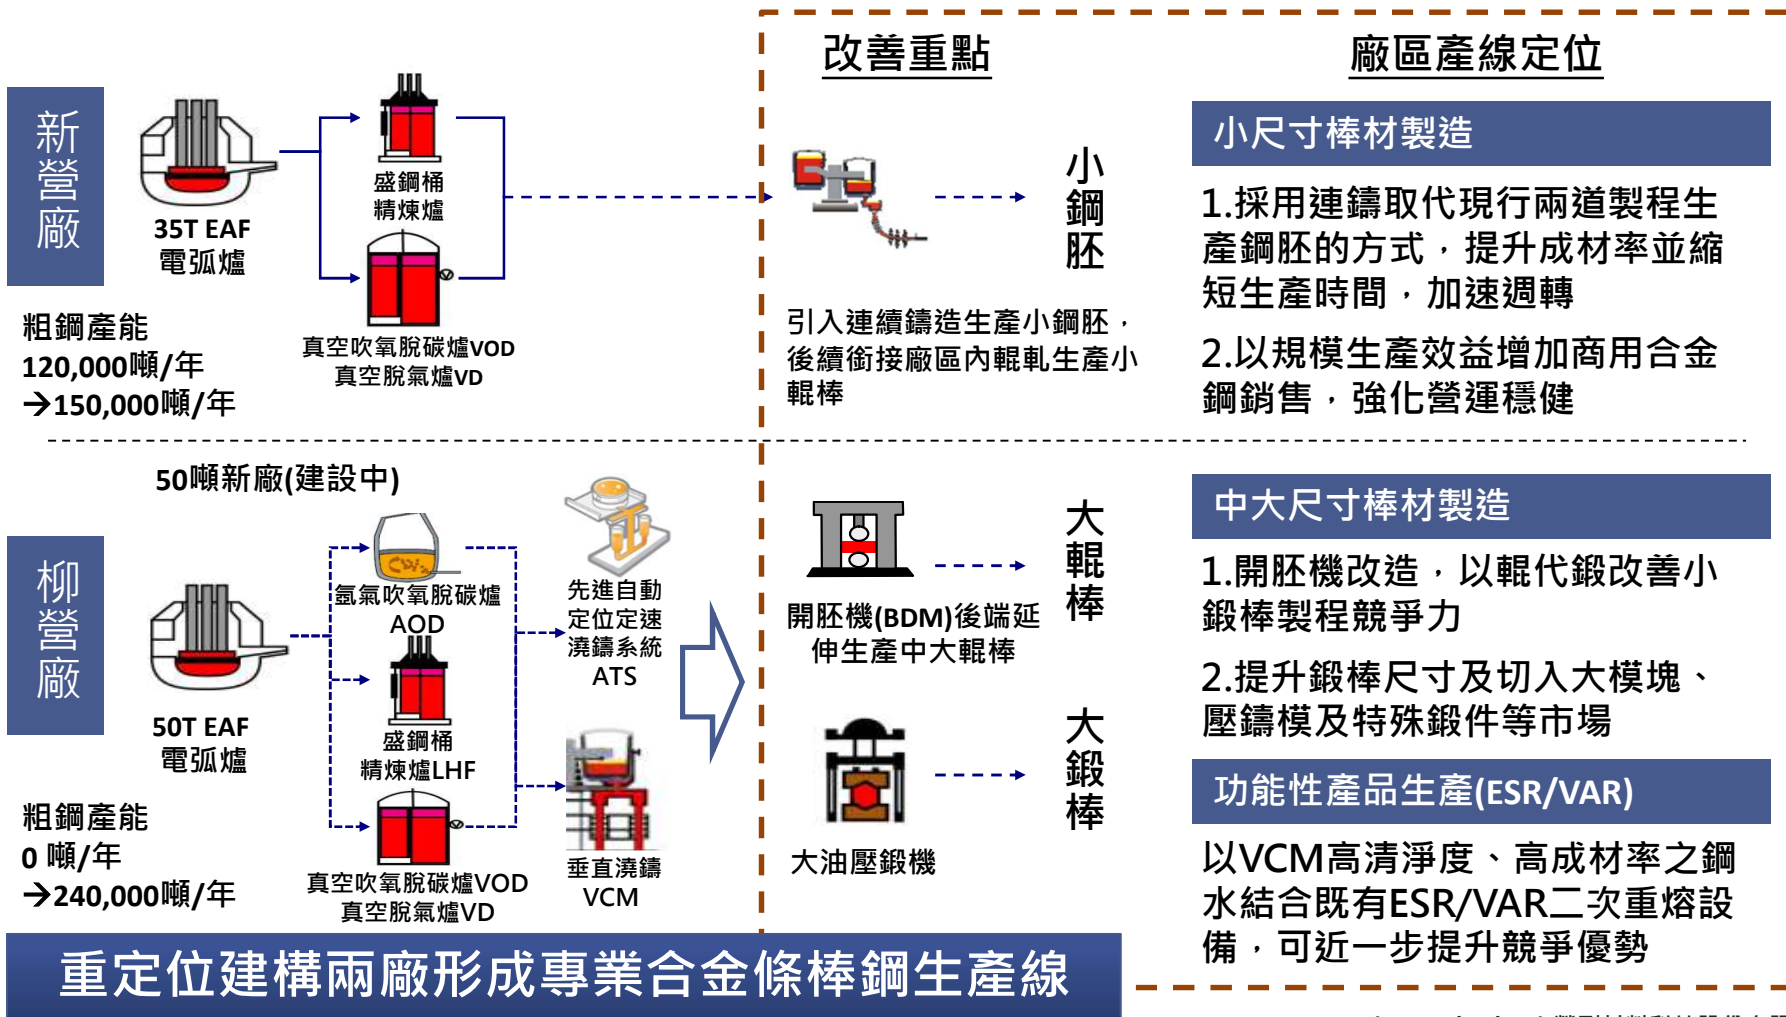 改善重點
廠區產線定位
新營廠
35T EAF
電弧爐
粗鋼產能
120,000噸/年
→150,000噸/年
盛鋼桶
精煉爐
真空吹氧脫碳爐VOD
真空脫氣爐VD
小鋼胚
引入連續鑄造生產小鋼胚，
後續銜接廠區內輥軋生產小
輥棒
小尺寸棒材製造
1.採用連鑄取代現行兩道製程生
產鋼胚的方式，提升成材率並縮
短生產時間，加速週轉
2.以規模生產效益增加商用合金
鋼銷售，強化營運穩健
50噸新廠(建設中)
柳營廠
50T EAF
電弧爐
粗鋼產能
0 噸/年
→240,000噸/年
氬氣吹氧脫碳爐
AOD
盛鋼桶
精煉爐LHF
真空吹氧脫碳爐VOD
真空脫氣爐VD
先進自動
定位定速
澆鑄系統
ATS
垂直澆鑄
VCM
大輥棒
開胚機(BDM)後端延
伸生產中大輥棒
大鍛棒
大油壓鍛機
中大尺寸棒材製造
1.開胚機改造，以輥代鍛改善小
鍛棒製程競爭力
2.提升鍛棒尺寸及切入大模塊、
壓鑄模及特殊鍛件等市場
功能性產品生產(ESR/VAR)
以VCM高清淨度、高成材率之鋼
水結合既有ESR/VAR二次重熔設
備，可近一步提升競爭優勢
重定位建構兩廠形成專業合金條棒鋼生產線